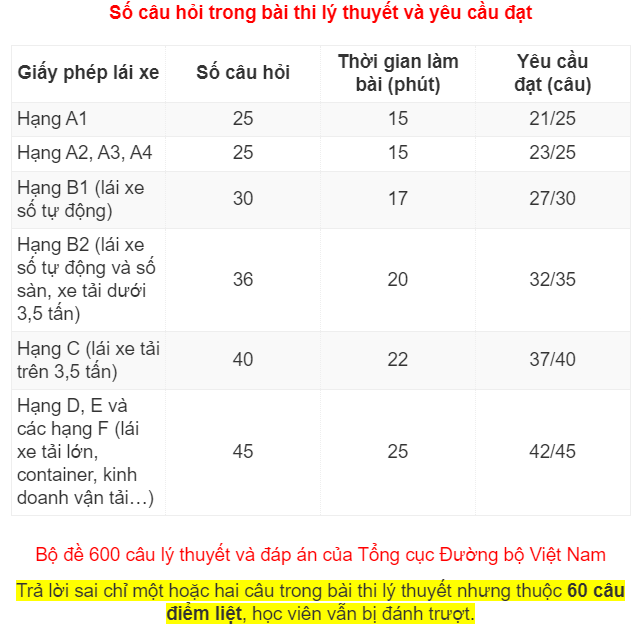 Số câu hỏi trong bài thi lý thuyết và yêu cầu đạt
Giấy phép lái xe
Số câu hỏi
Thời gian làm
bài (phút)
Yêu cầu
đạt (câu)
Hạng A1
25
15
21/25
Hạng A2, A3, A4
25
15
23/25
Hạng B1 (lái xe
số tự động)
30
17
27/30
Hạng B2 (lái xe
số tự động và số
sàn, xe tải dưới
3,5 tấn)
36
20
32/35
Hạng C (lái xe tải
trên 3,5 tấn)
40
22
37/40
Hạng D, E và
các hạng F (lái
xe tải lớn,
container, kinh
doanh vận tải…)
45
25
42/45
Bộ đề 600 câu lý thuyết và đáp án của Tổng cục Đường bộ Việt Nam
Trả lời sai chỉ một hoặc hai câu trong bài thi lý thuyết nhưng thuộc 60 câu
điểm liệt, học viên vẫn bị đánh trượt.